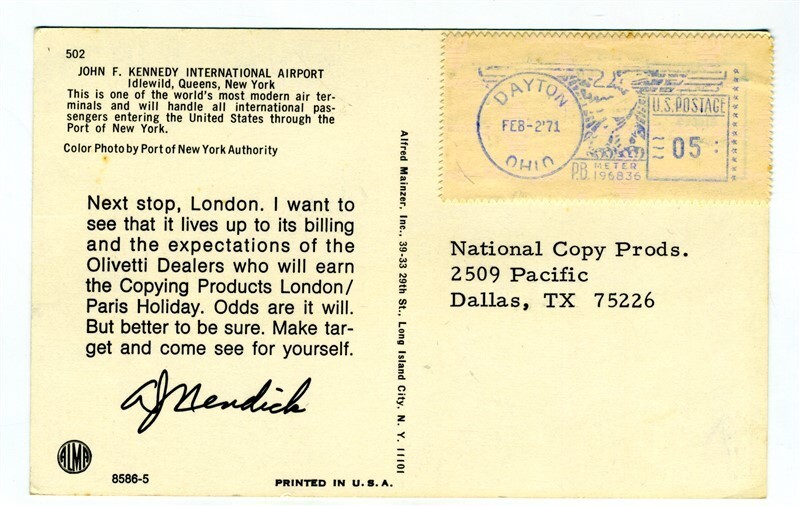 502
JOHN F. KENNEDY INTERNATIONAL AIRPORT
Idlewild, Queens, New York
This is one of the world's most modern air ter-
minals and will handle all international pas-
sengers entering the United States through the
Port of New York.
Color Photo by Port of New York Authority
Next stop, London. I want to
see that it lives up to its billing
and the expectations of the
Olivetti Dealers who will earn
the Copying Products London/
Paris Holiday. Odds are it will.
But better to be sure. Make tar-
get and come see for yourself.
AJ Nendick
ALMA
8586-5
PRINTED IN U.S.A.
Alfred Mainzer, Inc., 39-33 29th St., Long Island City, N. Y. 11101
DAYTON
FEB-2'71
OHIO
U.S. POSTAGE
05
P.B. METER
196836
National Copy Prods.
2509 Pacific
Dallas, TX 75226